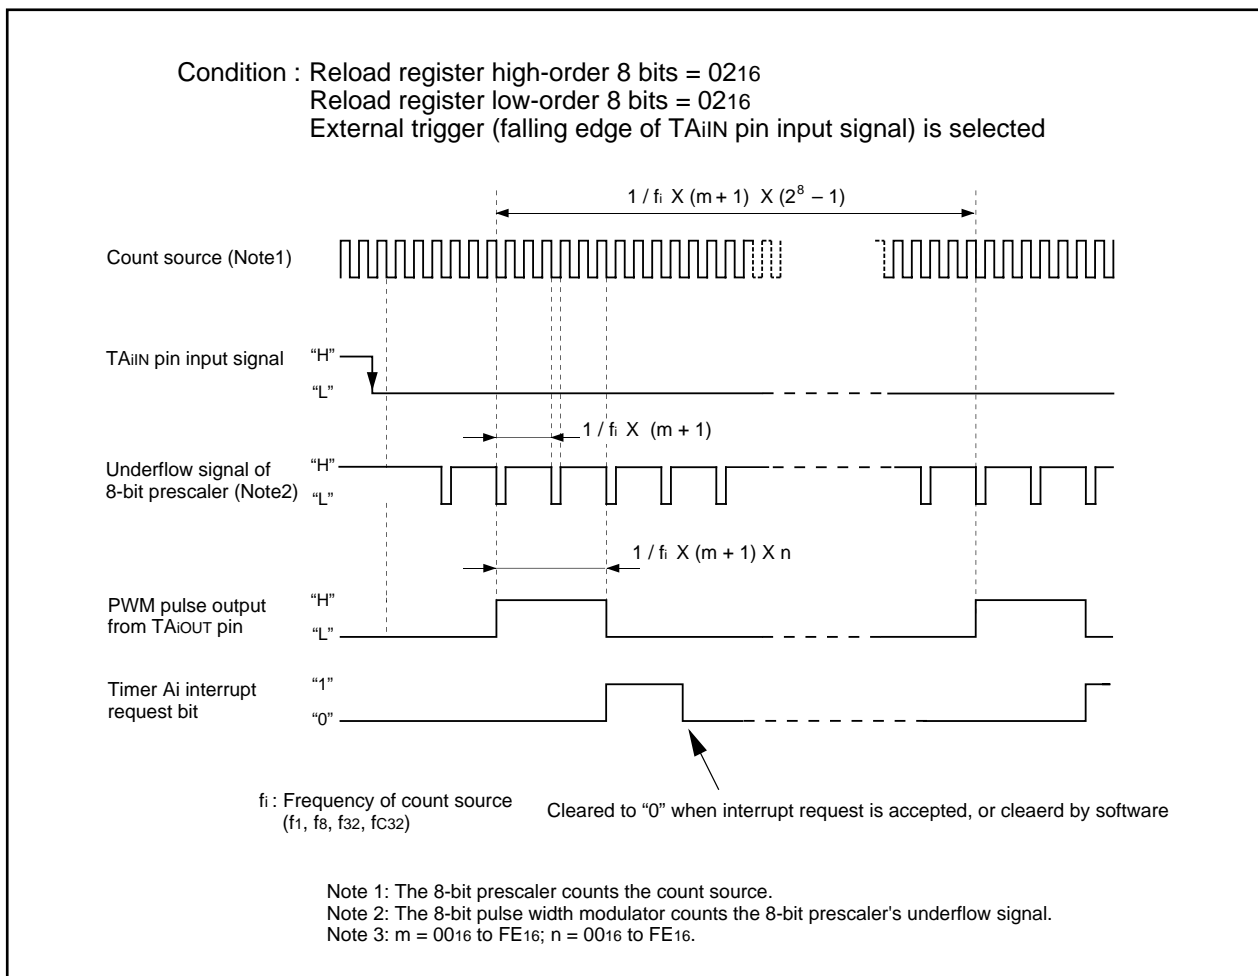 Condition : Reload register high-order 8 bits = 0216
Reload register low-order 8 bits = 0216
External trigger (falling edge of TAiIN pin input signal) is selected
1 / fi X (m + 1) X (2^8 – 1)
Count source (Note1)
TAiIN pin input signal
“H”
“L”
1 / fi X (m + 1)
Underflow signal of
8-bit prescaler (Note2)
“H”
“L”
1 / fi X (m + 1) X n
PWM pulse output
from TAiOUT pin
“H”
“L”
Timer Ai interrupt
request bit
“1”
“0”
fi : Frequency of count source
(f1, f8, f32, fC32)
Cleared to “0” when interrupt request is accepted, or cleaerd by software
Note 1: The 8-bit prescaler counts the count source.
Note 2: The 8-bit pulse width modulator counts the 8-bit prescaler's underflow signal.
Note 3: m = 0016 to FE16; n = 0016 to FE16.